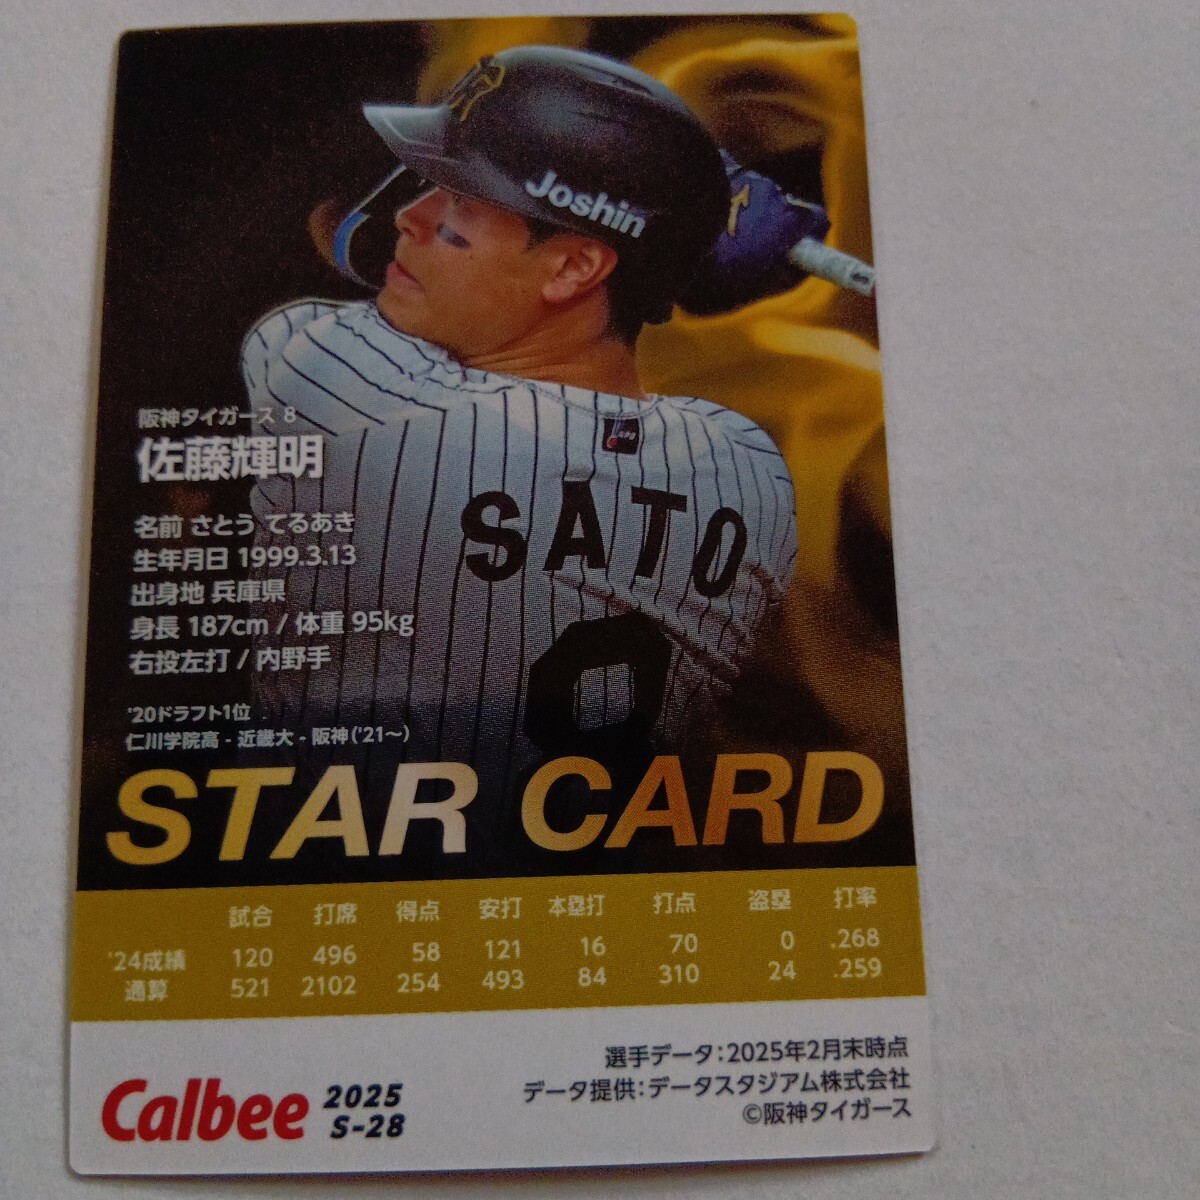 Joshin
阪神タイガース 8
佐藤輝明
SATO
8
名前 さとう てるあき
生年月日 1999.3.13
出身地 兵庫県
身長 187cm / 体重 95kg
右投左打 / 内野手
'20ドラフト1位
仁川学院高 - 近畿大 - 阪神('21～)
STAR CARD
試合 打席 得点 安打 本塁打 打点 盗塁 打率
'24成績 120 496 58 121 16 70 0 .268
通算 521 2102 254 493 84 310 24 .259
選手データ：2025年2月末時点
データ提供：データスタジアム株式会社
©阪神タイガース
Calbee 2025
S-28